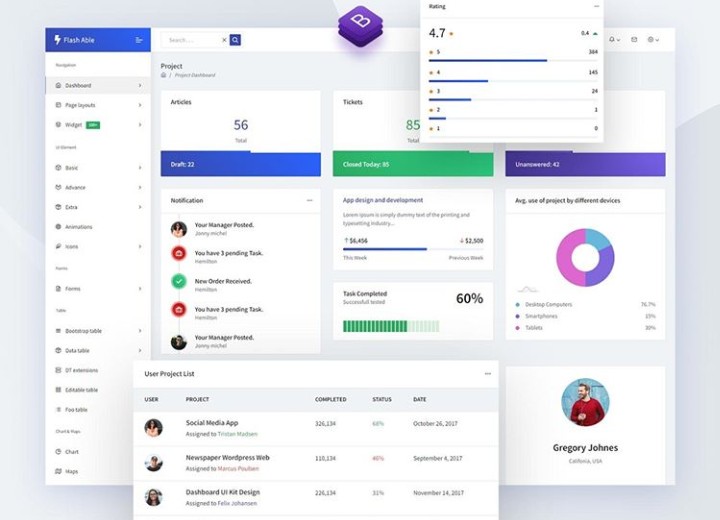 Flash Able
Search ....
Navigation
Dashboard
Page layouts
Widget
UI Element
Basic
Advance
Extra
Animations
Icons
Forms
Forms
Table
Bootstrap table
Data table
DT extensions
Editable table
Foo table
Chart & Maps
Chart
Maps
Project
/ Project Dashboard
Articles
56
Total
Draft: 22
Tickets
85
Total
Closed Today: 85
Unanswered: 42
Rating
4.7
0.4
5 384
4 145
3 24
2 1
1 0
Notification
Your Manager Posted.
Jonny michel
You have 3 pending Task.
Hemilton
New Order Received.
Hemilton
You have 3 pending Task.
Hemilton
Your Manager Posted.
Jonny michel
App design and development
Lorem Ipsum is simply dummy text of the printing and
typesetting industry...
$6,456 $2,500
This Week Previous Week
Task Completed
Successfull tested
60%
Avg. use of project by different devices
Desktop Computers 76.7%
Smartphones 15%
Tablets 30%
User Project List
USER PROJECT COMPLETED STATUS DATE
Social Media App 326,134 68% October 26, 2017
Assigned to Tristan Madsen
Newspaper Wordpress Web 110,134 46% September 4, 2017
Assigned to Marcus Poulsen
Dashboard UI Kit Design 226,134 31% November 14, 2017
Assigned to Felix Johansen
Gregory Johnes
California, USA
B